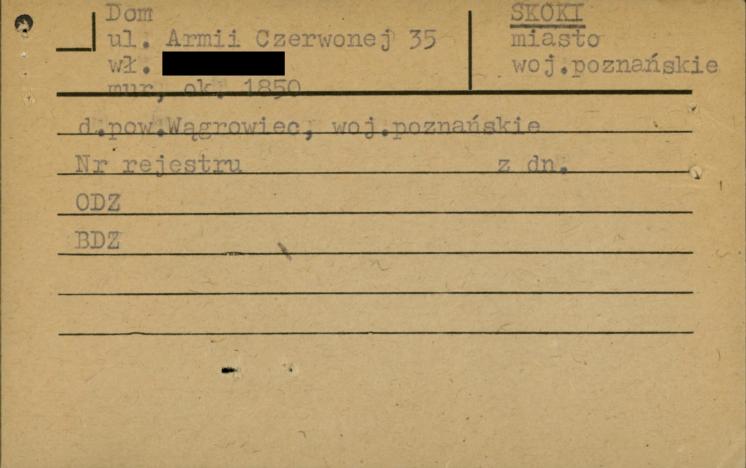 Dom
ul. Armii Czerwonej 35
wł.
mur, ok. 1850
SKOKI
miasto
woj.poznańskie
d.pow.Wągrowiec, woj.poznańskie
Nr rejestru z dn.
ODZ
BDZ